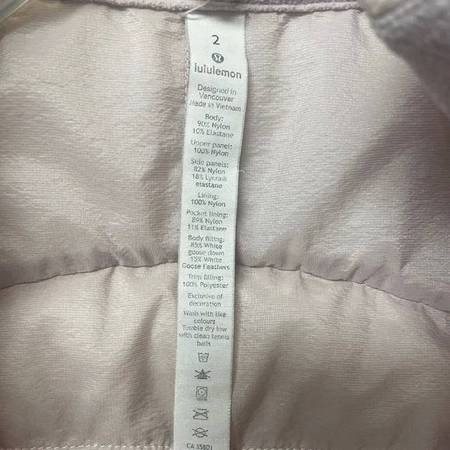 2
lululemon
Designed in
Vancouver
Made in Vietnam
Body:
90% Nylon
10% Elastane
Upper panels:
100% Nylon
Side panels:
82% Nylon
18% Lycra®
elastane
Lining:
100% Nylon
Pocket lining:
89% Nylon
11% Elastane
Body filling:
85% White
goose down
15% White
Goose Feathers
Trim filling:
100% Polyester
Exclusive of
decoration
Wash with like
colours
Tumble dry low
with clean tennis
balls
CA 35801